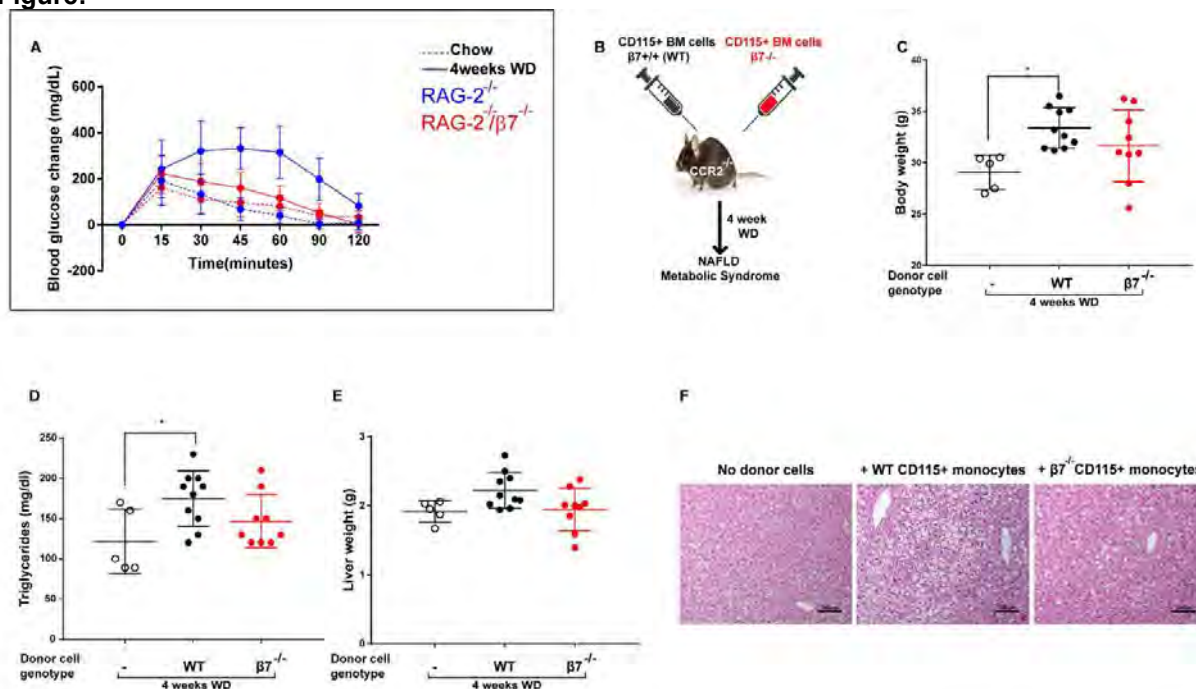 Figure.
A
Chow
4weeks WD
RAG-2-/-
RAG-2-/-/β7-/-
Blood glucose change (mg/dL)
600
400
200
0
-200
0 15 30 45 60 90 120
Time(minutes)
B
CD115+ BM cells
β7+/+ (WT)
CD115+ BM cells
β7-/-
CCR2-/-
4 week
WD
NAFLD
Metabolic Syndrome
C
*
Body weight (g)
40
35
30
25
20
Donor cell
genotype
- WT β7-/-
4 weeks WD
D
*
Triglycerides (mg/dl)
250
200
150
100
50
0
Donor cell
genotype
- WT β7-/-
4 weeks WD
E
Liver weight (g)
3
2
1
0
Donor cell
genotype
- WT β7-/-
4 weeks WD
F
No donor cells
+ WT CD115+ monocytes
+ β7-/- CD115+ monocytes